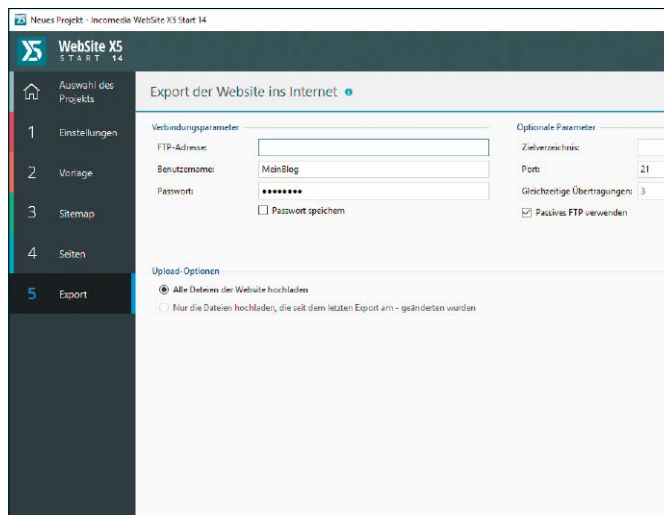 Neues Projekt - Incomedia WebSite X5 Start 14
X5 WebSite X5
START 14
Auswahl des
Projekts
1 Einstellungen
2 Vorlage
3 Sitemap
4 Seiten
5 Export
Export der Website ins Internet
Verbindungsparameter
FTP-Adresse:
Benutzername: MeinBlog
Passwort: ••••••••
Passwort speichern
Optionale Parameter
Zielverzeichnis:
Port: 21
Gleichzeitige Übertragungen: 3
Passives FTP verwenden
Upload-Optionen
Alle Dateien der Website hochladen
Nur die Dateien hochladen, die seit dem letzten Export am - geänderten wurden